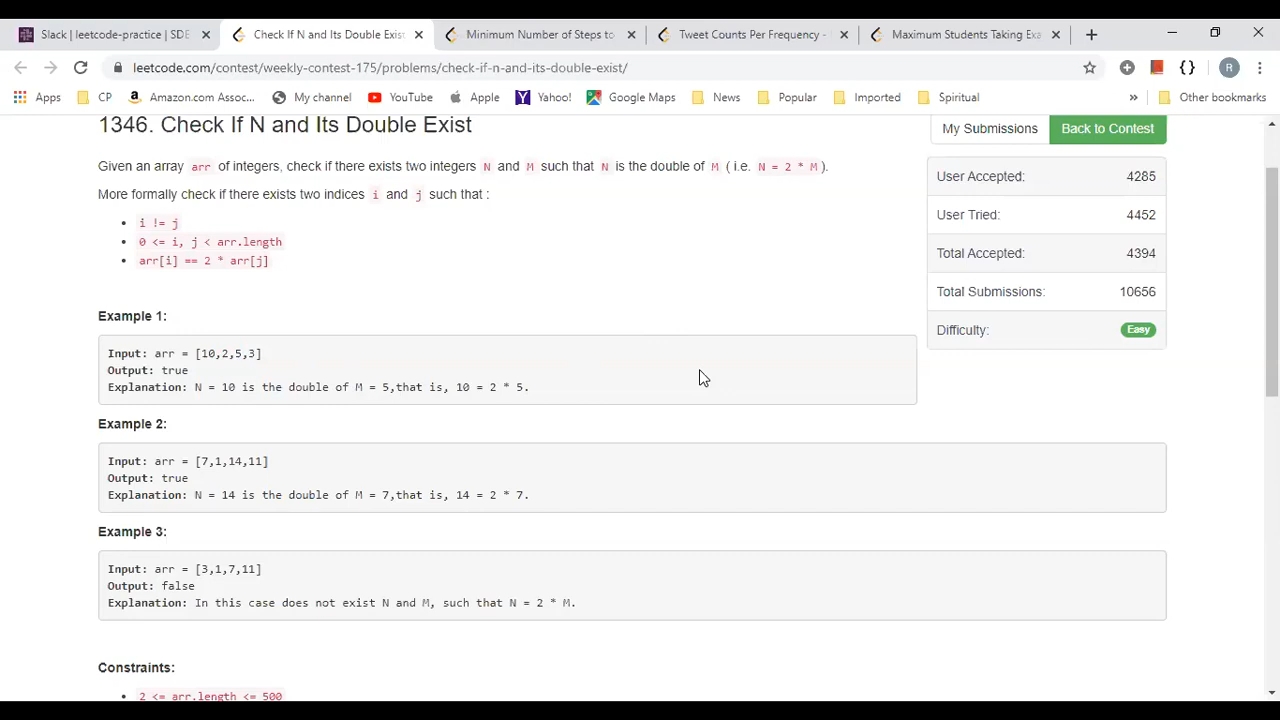 Slack | leetcode-practice | SD
Check If N and Its Double Exist
Minimum Number of Steps to
Tweet Counts Per Frequency -
Maximum Students Taking Exa
leetcode.com/contest/weekly-contest-175/problems/check-if-n-and-its-double-exist/
R
Apps CP Amazon.com Assoc... My channel YouTube Apple Yahoo! Google Maps News Popular Imported Spiritual » Other bookmarks
1346. Check If N and Its Double Exist
My Submissions Back to Contest
Given an array arr of integers, check if there exists two integers N and M such that N is the double of M ( i.e. N = 2 * M).
More formally check if there exists two indices i and j such that :
• i != j
• 0 <= i, j < arr.length
• arr[i] == 2 * arr[j]
User Accepted: 4285
User Tried: 4452
Total Accepted: 4394
Total Submissions: 10656
Difficulty: Easy
Example 1:
Input: arr = [10,2,5,3]
Output: true
Explanation: N = 10 is the double of M = 5,that is, 10 = 2 * 5.
Example 2:
Input: arr = [7,1,14,11]
Output: true
Explanation: N = 14 is the double of M = 7,that is, 14 = 2 * 7.
Example 3:
Input: arr = [3,1,7,11]
Output: false
Explanation: In this case does not exist N and M, such that N = 2 * M.
Constraints:
• 2 <= arr.length <= 500